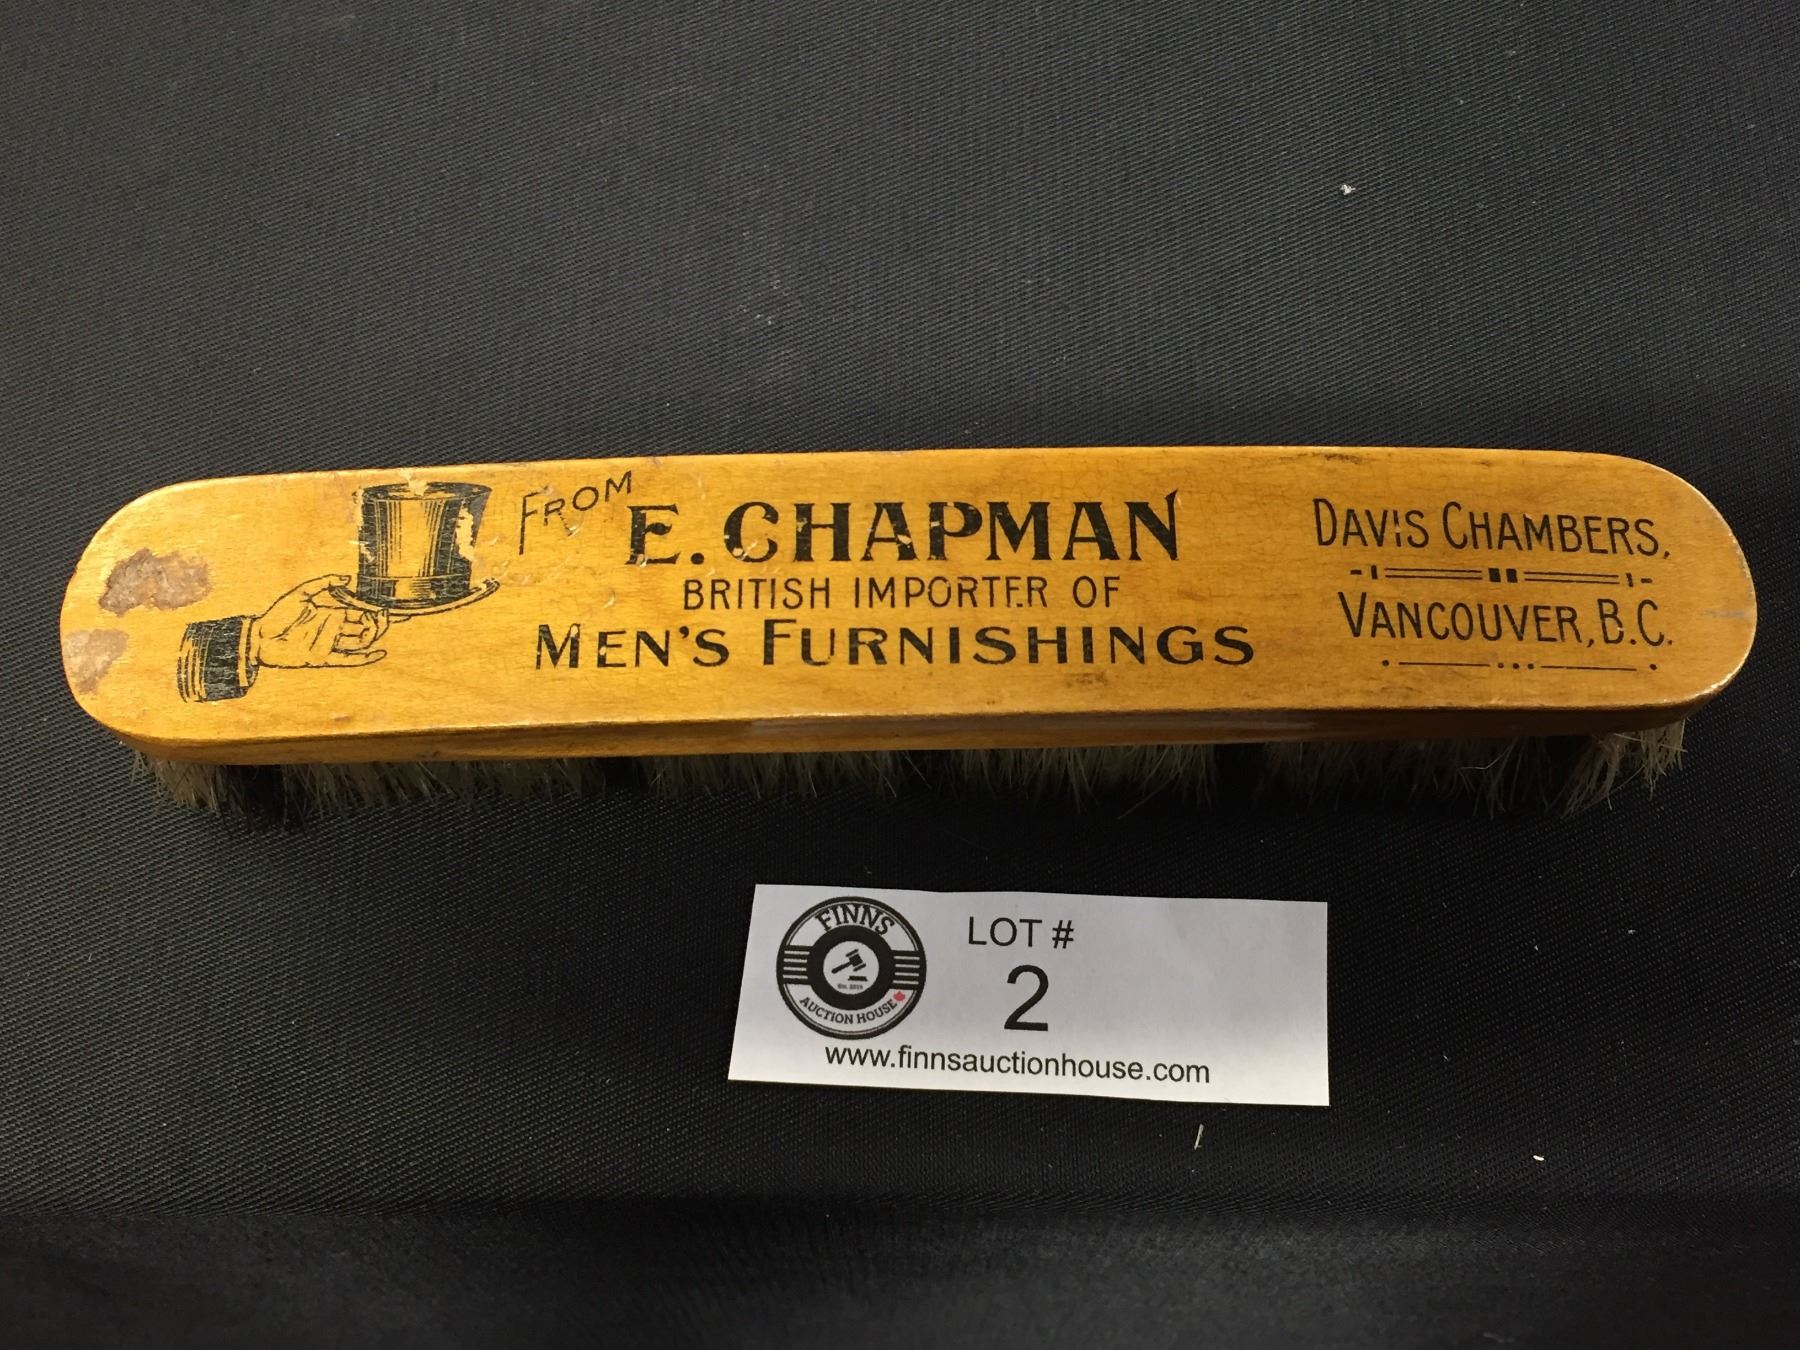 FROM
E. CHAPMAN
BRITISH IMPORTER OF
MEN'S FURNISHINGS
DAVIS CHAMBERS,
VANCOUVER, B.C.
FINNS
AUCTION HOUSE
LOT #
2
www.finnsauctionhouse.com